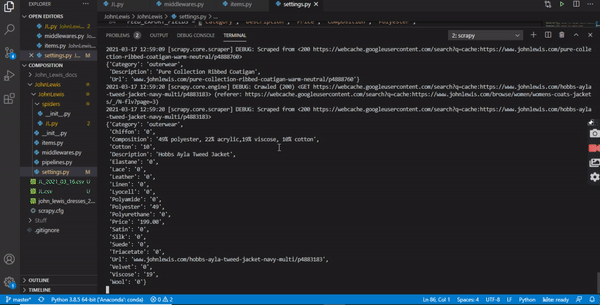 JL.py
middlewares.py
items.py
settings.py
EXPLORER
OPEN EDITORS
JL.py JohnLewis...
middlewares.py
items.py JohnLe...
settings.py
M
COMPOSITION
John_Lewis_docs
JohnLewis
JohnLewis
spiders
__init__.py
JL.py
M
__init__.py
items.py
middlewares.py
pipelines.py
settings.py
M
JL_2021_03_16.csv U
JL.csv
U
john_lewis_dresses_2...
scrapy.cfg
Stuff
.gitignore
OUTLINE
TIMELINE
JohnLewis > JohnLewis > settings.py > ...
PROBLEMS 2
OUTPUT
DEBUG CONSOLE
TERMINAL
2: scrapy
2021-03-17 12:59:09 [scrapy.core.scraper] DEBUG: Scraped from <200 https://webcache.googleusercontent.com/search?q=cache:https://www.johnlewis.com/pure-colle
ction-ribbed-coatigan-warm-neutral/p4888760>
{'Category': 'outerwear',
'Description': 'Pure Collection Ribbed Coatigan',
'Url': 'www.johnlewis.com/pure-collection-ribbed-coatigan-warm-neutral/p4888760'}
2021-03-17 12:59:20 [scrapy.core.engine] DEBUG: Crawled (200) <GET https://webcache.googleusercontent.com/search?q=cache:https://www.johnlewis.com/hobbs-ayla
-tweed-jacket-navy-multi/p4883183> (referer: https://webcache.googleusercontent.com/search?q=cache:https://www.johnlewis.com/browse/women/womens-coats-jacket
s/_/N-flv?page=3)
2021-03-17 12:59:20 [scrapy.core.scraper] DEBUG: Scraped from <200 https://webcache.googleusercontent.com/search?q=cache:https://www.johnlewis.com/hobbs-ayla
-tweed-jacket-navy-multi/p4883183>
{'Category': 'outerwear',
'Chiffon': '0',
'Composition': '49% polyester, 22% acrylic,19% viscose, 10% cotton',
'Cotton': '10',
'Description': 'Hobbs Ayla Tweed Jacket',
'Elastane': '0',
'Lace': '0',
'Leather': '0',
'Linen': '0',
'Lyocell': '0',
'Polyamide': '0',
'Polyester': '49',
'Polyurethane': '0',
'Price': '199.00',
'Satin': '0',
'Silk': '0',
'Suede': '0',
'Triacetate': '0',
'Url': 'www.johnlewis.com/hobbs-ayla-tweed-jacket-navy-multi/p4883183',
'Velvet': '0',
'Viscose': '19',
'Wool': '0'}
master*
Python 3.8.5 64-bit ('Anaconda': conda)
0
2
Ln 86, Col 1
Spaces: 4
UTF-8
LF
Python
kite: ready